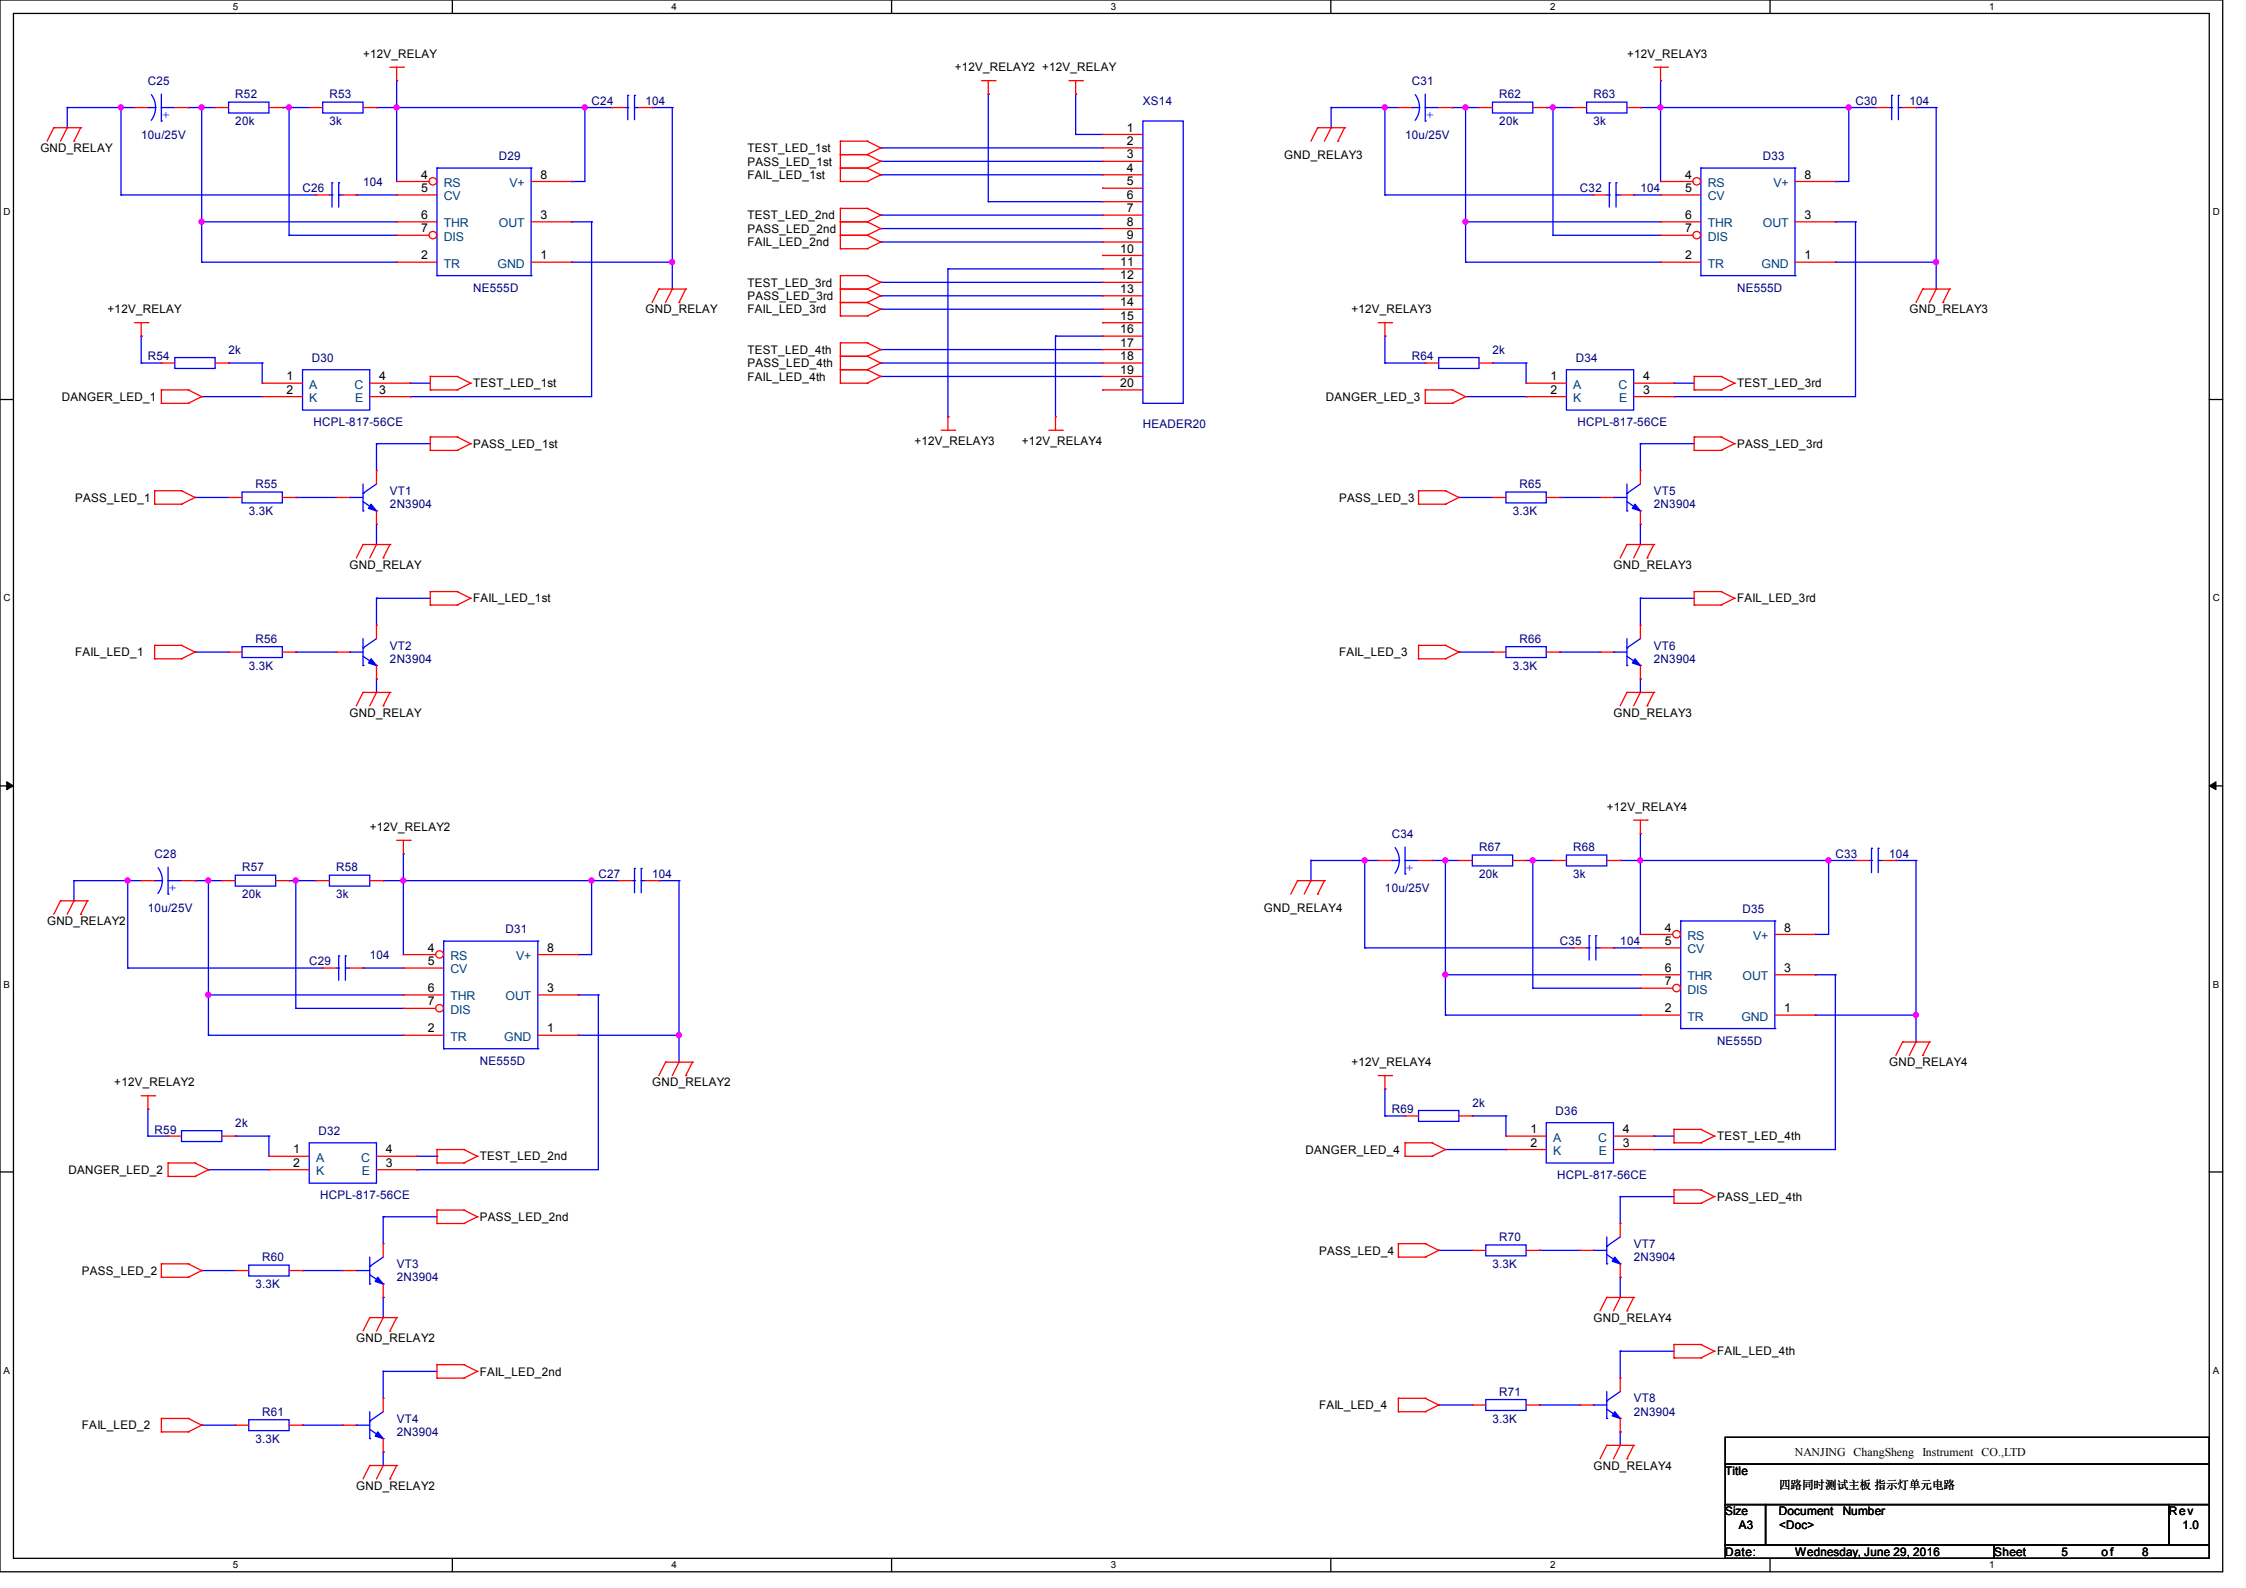 5 4 3 2 1
D
C
B
A
+12V_RELAY
C25
10u/25V
R52
20k
R53
3k
C24 104
GND_RELAY
D29
4 RS
5 CV
6 THR
7 DIS
2 TR
V+ 8
OUT 3
GND 1
NE555D
C26 104
GND_RELAY
+12V_RELAY
R54 2k
D30
1 A C 4
2 K E 3
HCPL-817-56CE
DANGER_LED_1
TEST_LED_1st
PASS_LED_1st
PASS_LED_1
R55
3.3K
VT1
2N3904
GND_RELAY
FAIL_LED_1st
FAIL_LED_1
R56
3.3K
VT2
2N3904
GND_RELAY
+12V_RELAY2 +12V_RELAY
XS14
1
2
3
4
5
6
7
8
9
10
11
12
13
14
15
16
17
18
19
20
TEST_LED_1st
PASS_LED_1st
FAIL_LED_1st
TEST_LED_2nd
PASS_LED_2nd
FAIL_LED_2nd
TEST_LED_3rd
PASS_LED_3rd
FAIL_LED_3rd
TEST_LED_4th
PASS_LED_4th
FAIL_LED_4th
+12V_RELAY3 +12V_RELAY4
HEADER20
+12V_RELAY3
C31
10u/25V
R62
20k
R63
3k
C30 104
GND_RELAY3
D33
4 RS
5 CV
6 THR
7 DIS
2 TR
V+ 8
OUT 3
GND 1
NE555D
C32 104
GND_RELAY3
+12V_RELAY3
R64 2k
D34
1 A C 4
2 K E 3
HCPL-817-56CE
DANGER_LED_3
TEST_LED_3rd
PASS_LED_3rd
PASS_LED_3
R65
3.3K
VT5
2N3904
GND_RELAY3
FAIL_LED_3rd
FAIL_LED_3
R66
3.3K
VT6
2N3904
GND_RELAY3
+12V_RELAY2
C28
10u/25V
R57
20k
R58
3k
C27 104
GND_RELAY2
D31
4 RS
5 CV
6 THR
7 DIS
2 TR
V+ 8
OUT 3
GND 1
NE555D
C29 104
GND_RELAY2
+12V_RELAY2
R59 2k
D32
1 A C 4
2 K E 3
HCPL-817-56CE
DANGER_LED_2
TEST_LED_2nd
PASS_LED_2nd
PASS_LED_2
R60
3.3K
VT3
2N3904
GND_RELAY2
FAIL_LED_2nd
FAIL_LED_2
R61
3.3K
VT4
2N3904
GND_RELAY2
+12V_RELAY4
C34
10u/25V
R67
20k
R68
3k
C33 104
GND_RELAY4
D35
4 RS
5 CV
6 THR
7 DIS
2 TR
V+ 8
OUT 3
GND 1
NE555D
C35 104
GND_RELAY4
+12V_RELAY4
R69 2k
D36
1 A C 4
2 K E 3
HCPL-817-56CE
DANGER_LED_4
TEST_LED_4th
PASS_LED_4th
PASS_LED_4
R70
3.3K
VT7
2N3904
GND_RELAY4
FAIL_LED_4th
FAIL_LED_4
R71
3.3K
VT8
2N3904
GND_RELAY4
D
C
B
A
NANJING ChangSheng Instrument CO.,LTD
Title
四路同时测试主板 指示灯单元电路
Size Document Number Rev
A3 <Doc> 1.0
Date: Wednesday, June 29, 2016 Sheet 5 of 8
5 4 3 2 1